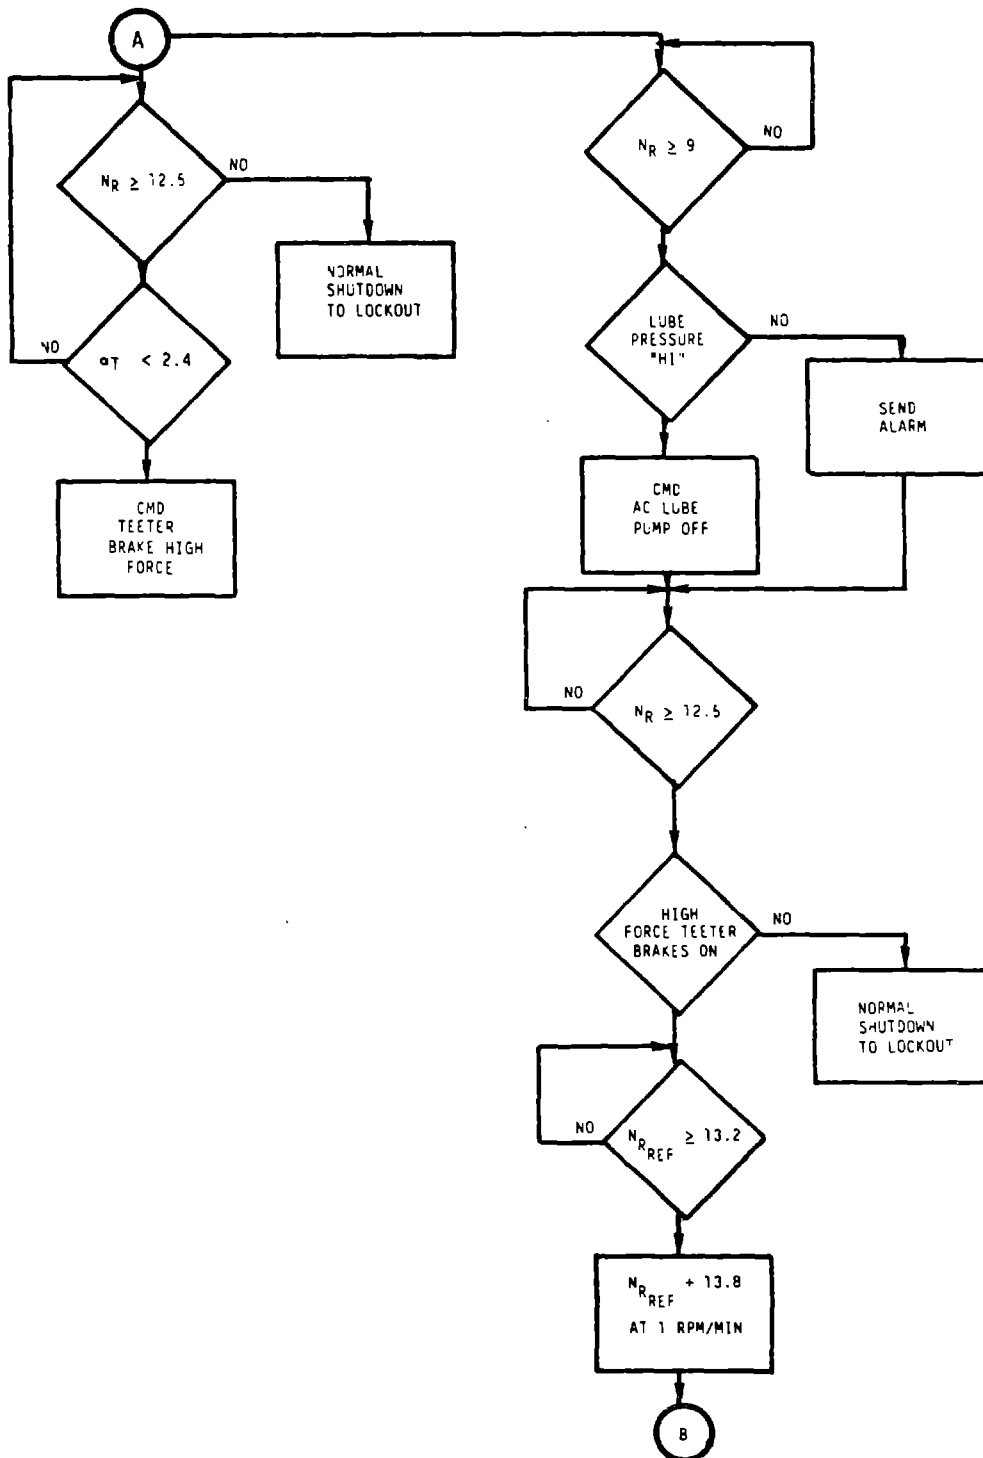 A
N_R ≥ 12.5
NO
NORMAL
SHUTDOWN
TO LOCKOUT
NO
α_T < 2.4
CMD
TEETER
BRAKE HIGH
FORCE
N_R ≥ 9
NO
LUBE
PRESSURE
"HI"
NO
SEND
ALARM
CMD
AC LUBE
PUMP OFF
NO
N_R ≥ 12.5
HIGH
FORCE TEETER
BRAKES ON
NO
NORMAL
SHUTDOWN
TO LOCKOUT
NO
N_R_REF ≥ 13.2
N_R_REF + 13.8
AT 1 RPM/MIN
B